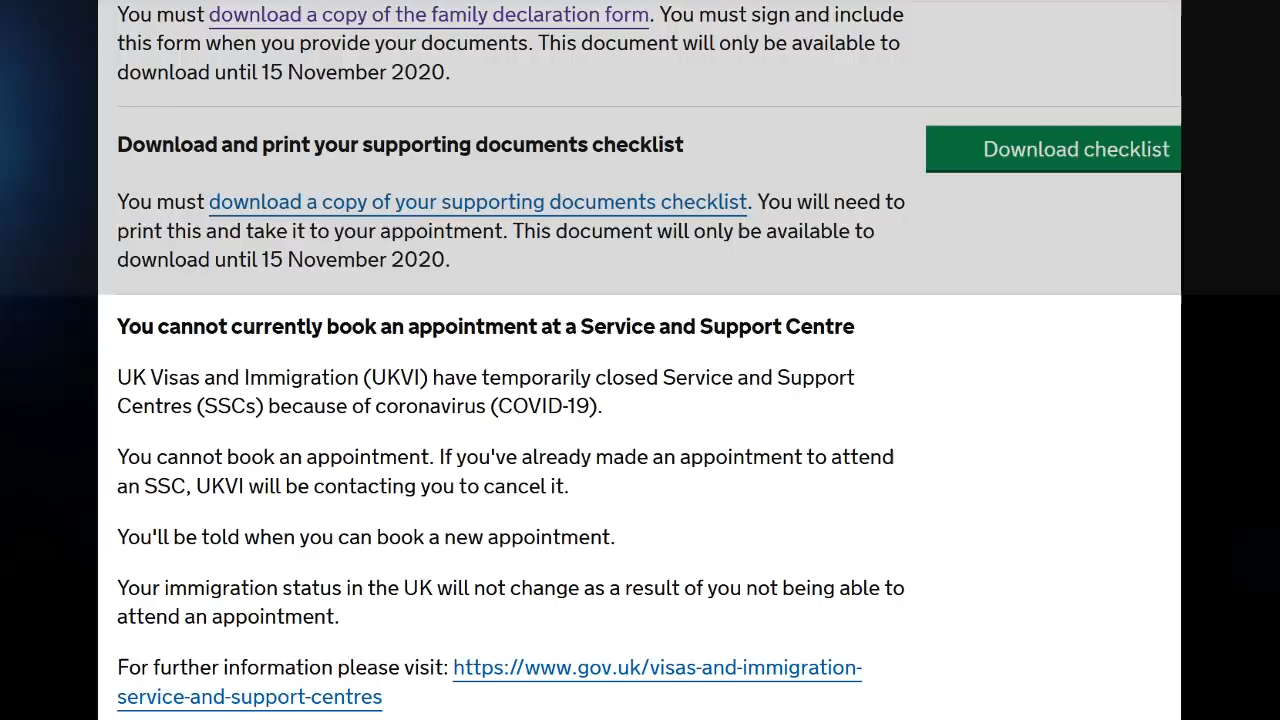 You must download a copy of the family declaration form. You must sign and include
this form when you provide your documents. This document will only be available to
download until 15 November 2020.
Download and print your supporting documents checklist
Download checklist
You must download a copy of your supporting documents checklist. You will need to
print this and take it to your appointment. This document will only be available to
download until 15 November 2020.
You cannot currently book an appointment at a Service and Support Centre
UK Visas and Immigration (UKVI) have temporarily closed Service and Support
Centres (SSCs) because of coronavirus (COVID-19).
You cannot book an appointment. If you've already made an appointment to attend
an SSC, UKVI will be contacting you to cancel it.
You'll be told when you can book a new appointment.
Your immigration status in the UK will not change as a result of you not being able to
attend an appointment.
For further information please visit: https://www.gov.uk/visas-and-immigration-
service-and-support-centres